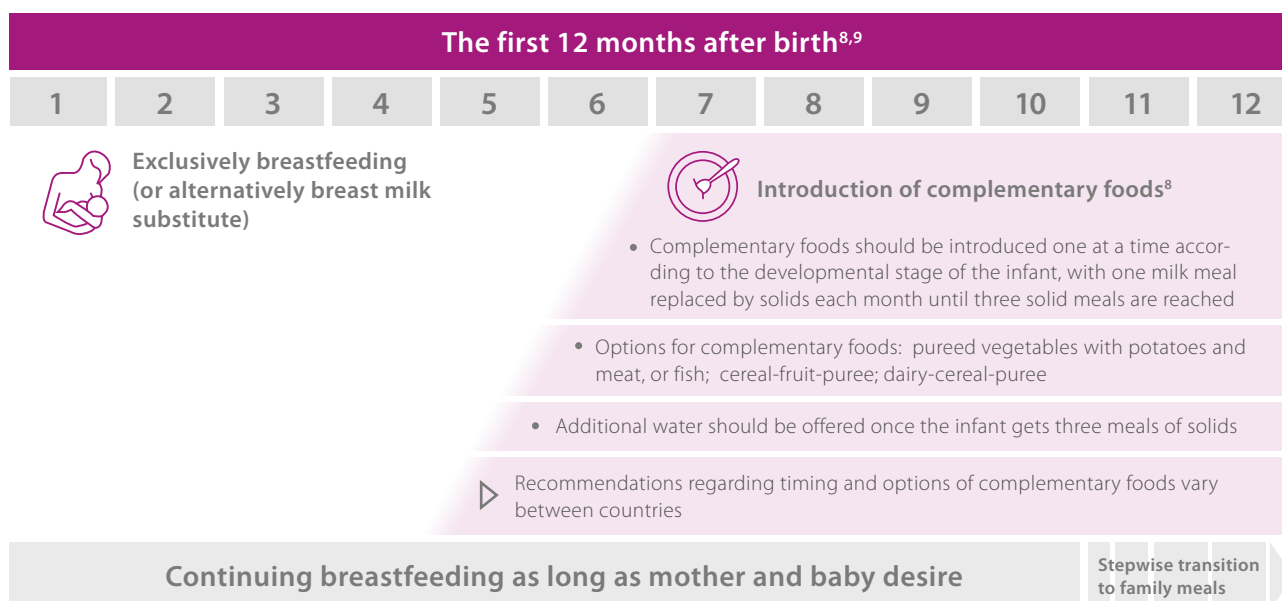 The first 12 months after birth8,9
1 2 3 4 5 6 7 8 9 10 11 12
Exclusively breastfeeding
(or alternatively breast milk
substitute)
Introduction of complementary foods8
• Complementary foods should be introduced one at a time accor-
ding to the developmental stage of the infant, with one milk meal
replaced by solids each month until three solid meals are reached
• Options for complementary foods: pureed vegetables with potatoes and
meat, or fish; cereal-fruit-puree; dairy-cereal-puree
• Additional water should be offered once the infant gets three meals of solids
Recommendations regarding timing and options of complementary foods vary
between countries
Continuing breastfeeding as long as mother and baby desire
Stepwise transition
to family meals